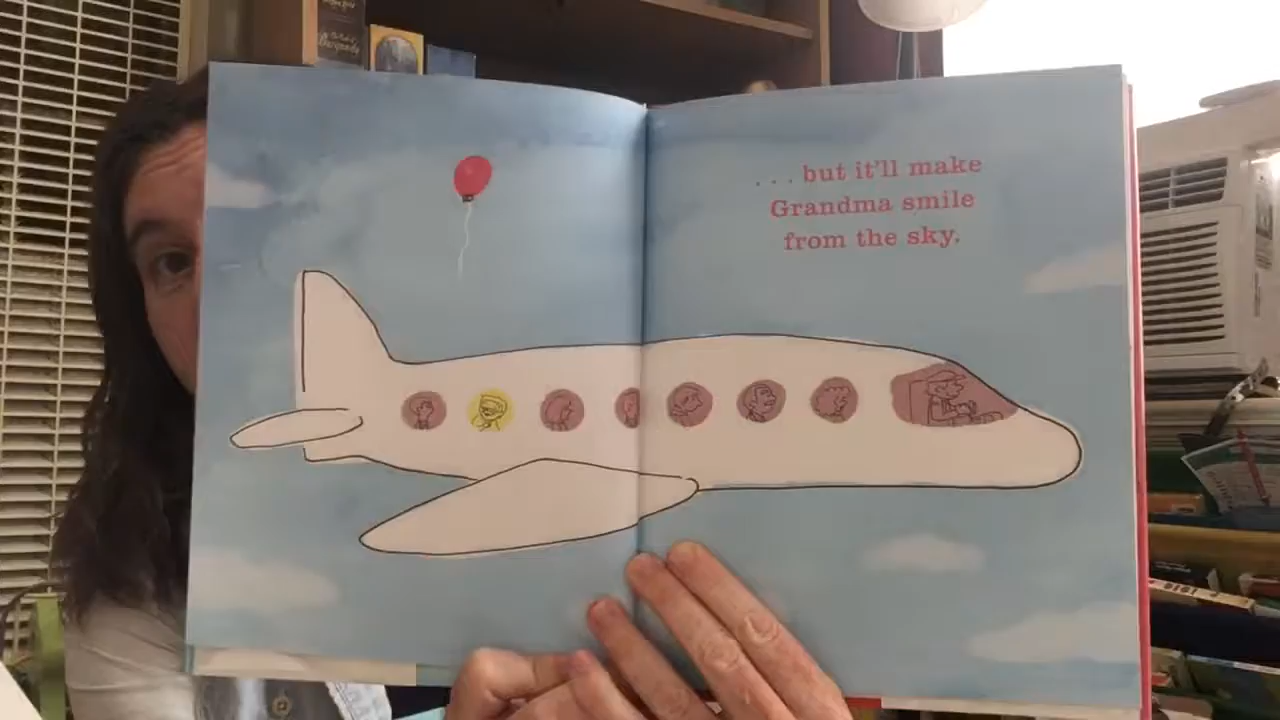 . . . but it'll make
Grandma smile
from the sky.